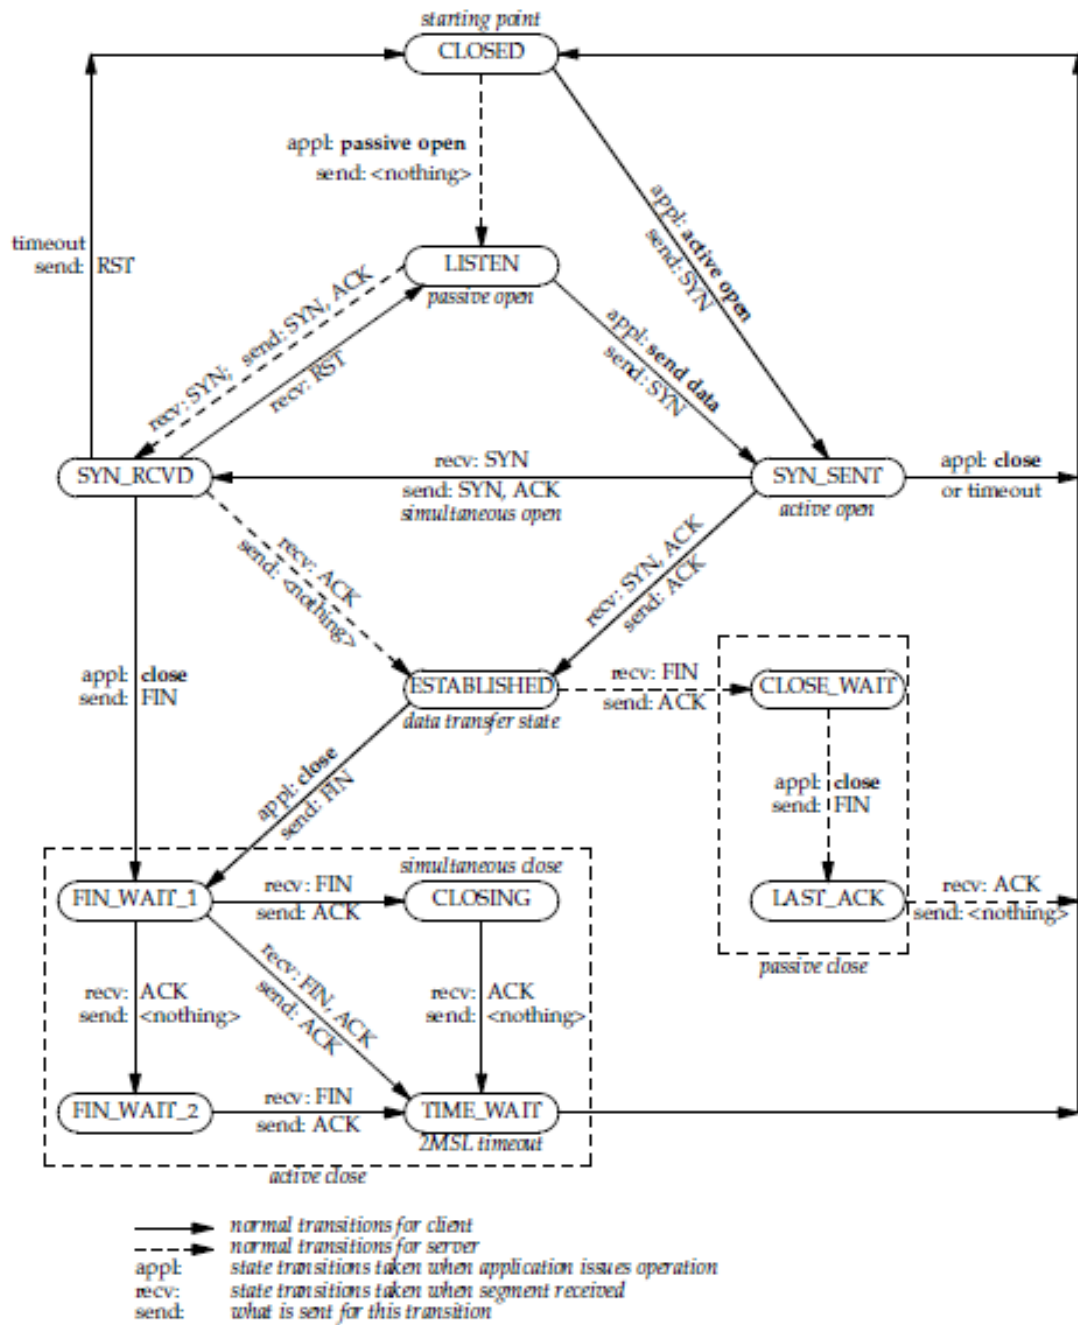 starting point
CLOSED
appl: passive open
send: <nothing>
appl: active open
send: SYN
timeout
send: RST
LISTEN
passive open
recv: SYN; send: SYN, ACK
recv: RST
appl: send data
send: SYN
SYN_RCVD
recv: SYN
send: SYN, ACK
simultaneous open
SYN_SENT
active open
appl: close
or timeout
recv: ACK
send: <nothing>
recv: SYN, ACK
send: ACK
appl: close
send: FIN
ESTABLISHED
data transfer state
recv: FIN
send: ACK
CLOSE_WAIT
appl: close
send: FIN
appl: close
send: FIN
simultaneous close
FIN_WAIT_1
recv: FIN
send: ACK
CLOSING
LAST_ACK
recv: ACK
send: <nothing>
passive close
recv: ACK
send: <nothing>
recv: FIN, ACK
send: ACK
recv: ACK
send: <nothing>
FIN_WAIT_2
recv: FIN
send: ACK
TIME_WAIT
2MSL timeout
active close
normal transitions for client
normal transitions for server
appl: state transitions taken when application issues operation
recv: state transitions taken when segment received
send: what is sent for this transition